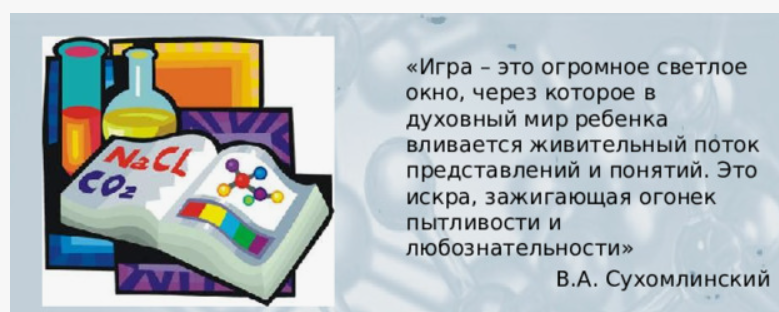 NaCL
CO2
«Игра – это огромное светлое
окно, через которое в
духовный мир ребенка
вливается живительный поток
представлений и понятий. Это
искра, зажигающая огонек
пытливости и
любознательности»
В.А. Сухомлинский